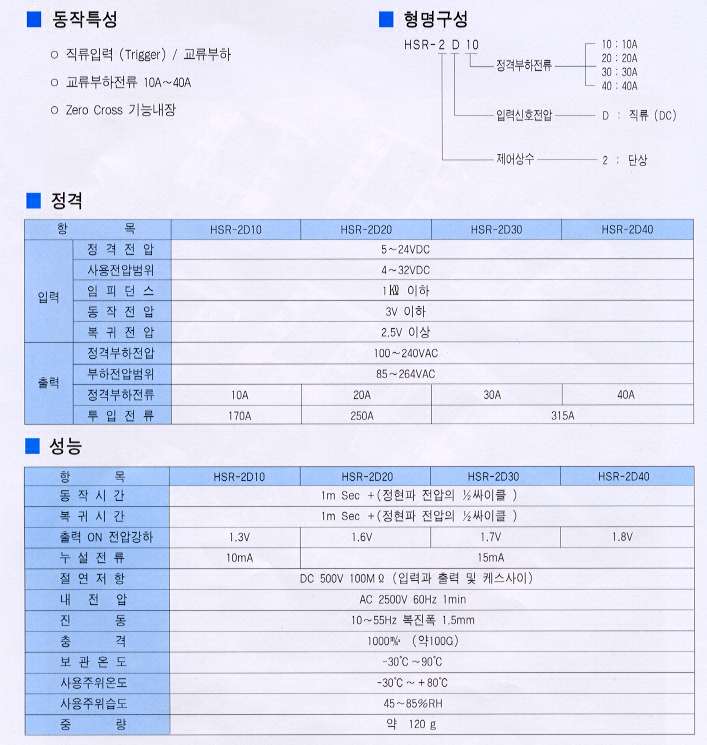 동작특성
○ 직류입력 (Trigger) / 교류부하
○ 교류부하전류 10A~40A
○ Zero Cross 기능내장
형명구성
HSR-2 D 10
정격부하전류
10 : 10A
20 : 20A
30 : 30A
40 : 40A
입력신호전압 D : 직류 (DC)
제어상수 2 : 단상
정격
항 목 HSR-2D10 HSR-2D20 HSR-2D30 HSR-2D40
입력
정 격 전 압 5~24VDC
사용전압범위 4~32VDC
임 피 던 스 1㏀ 이하
동 작 전 압 3V 이하
복 귀 전 압 2.5V 이상
출력
정격부하전압 100~240VAC
부하전압범위 85~264VAC
정격부하전류 10A 20A 30A 40A
투 입 전 류 170A 250A 315A
성능
항 목 HSR-2D10 HSR-2D20 HSR-2D30 HSR-2D40
동 작 시 간 1m Sec +(정현파 전압의 ½싸이클 )
복 귀 시 간 1m Sec +(정현파 전압의 ½싸이클 )
출력 ON 전압강하 1.3V 1.6V 1.7V 1.8V
누 설 전 류 10mA 15mA
절 연 저 항 DC 500V 100MΩ (입력과 출력 및 케스사이)
내 전 압 AC 2500V 60Hz 1min
진 동 10~55Hz 복진폭 1.5mm
충 격 1000㎨ (약100G)
보 관 온 도 -30℃ ~90℃
사용주위온도 -30℃ ~ +80℃
사용주위습도 45~85%RH
중 량 약 120 g